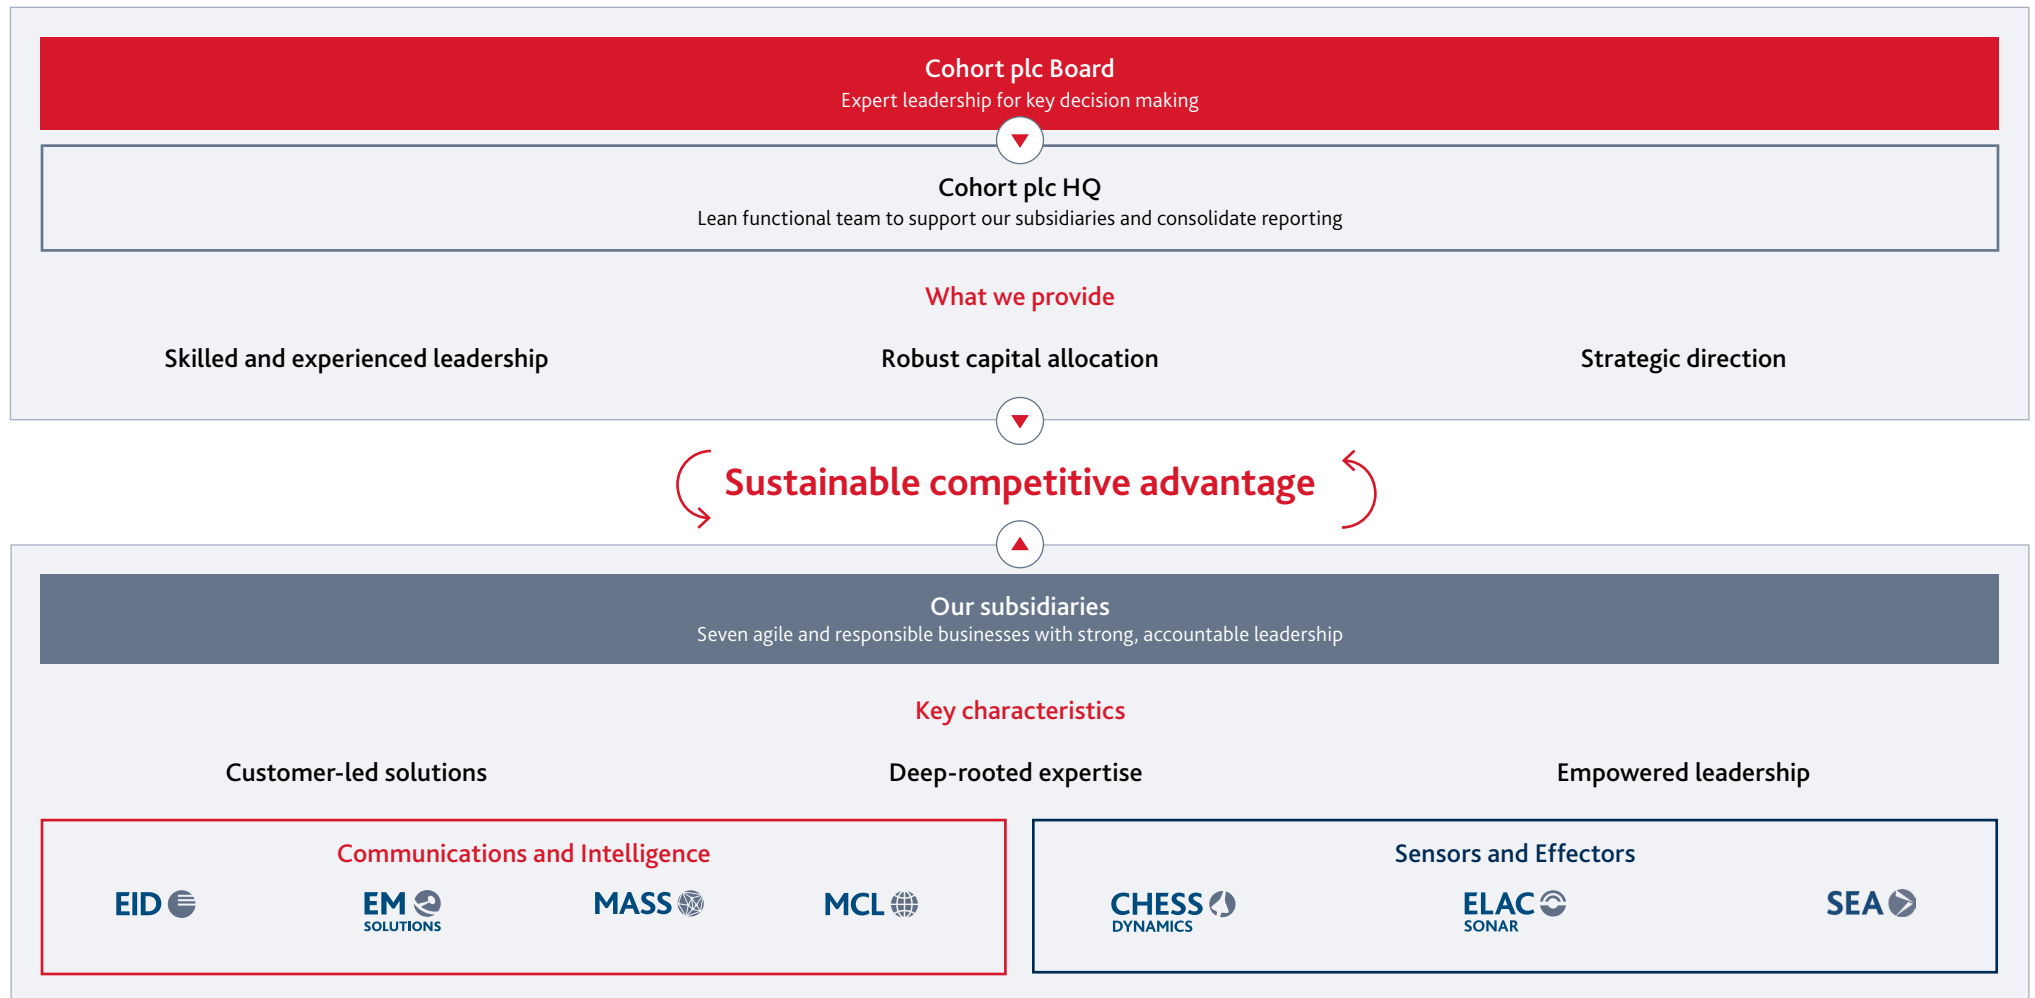 Cohort plc Board
Expert leadership for key decision making
Cohort plc HQ
Lean functional team to support our subsidiaries and consolidate reporting
What we provide
Skilled and experienced leadership
Robust capital allocation
Strategic direction
Sustainable competitive advantage
Our subsidiaries
Seven agile and responsible businesses with strong, accountable leadership
Key characteristics
Customer-led solutions
Deep-rooted expertise
Empowered leadership
Communications and Intelligence
EID
EM
SOLUTIONS
MASS
MCL
Sensors and Effectors
CHESS
DYNAMICS
ELAC
SONAR
SEA